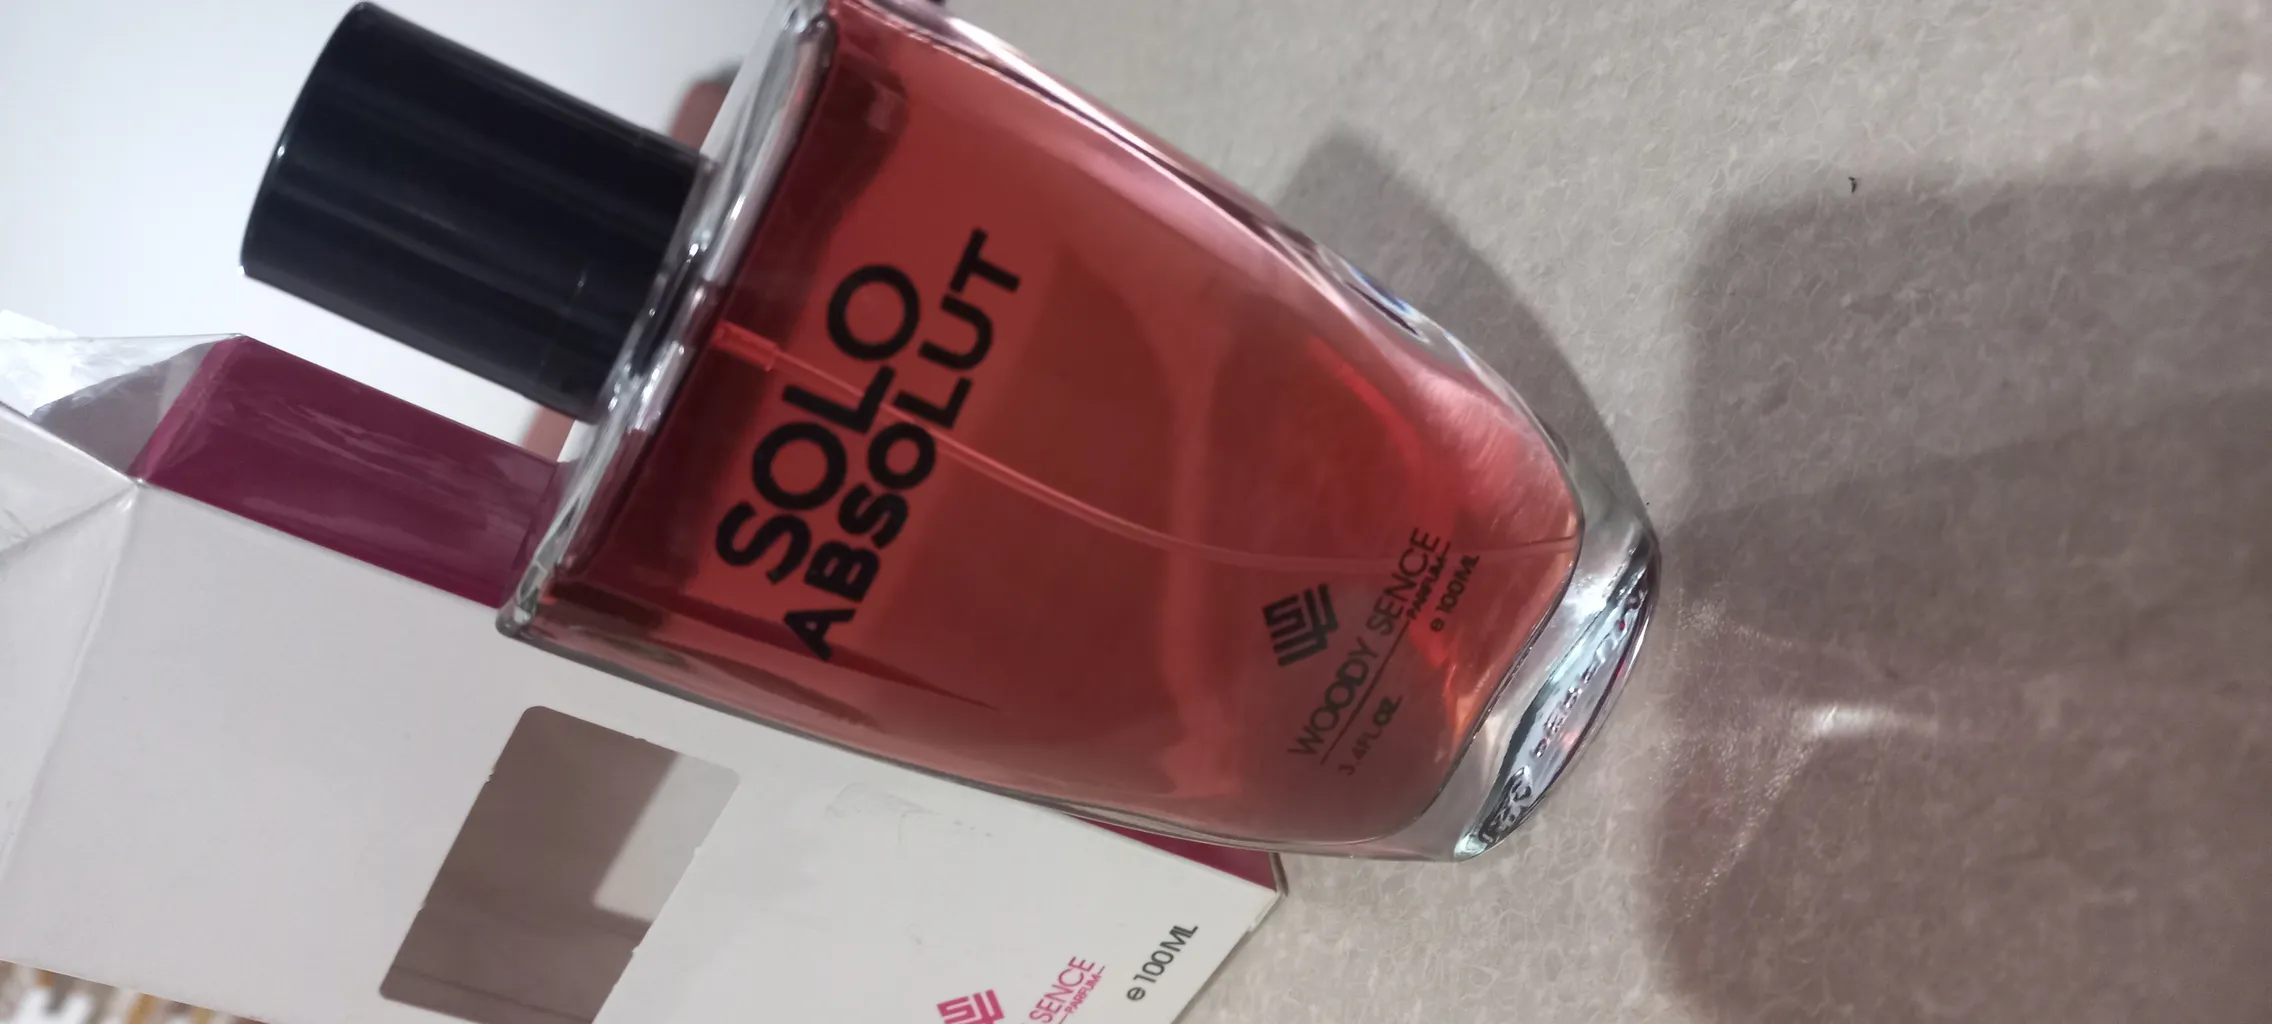 SOLO
ABSOLUT
WOODY SENCE
PARFUM
3.4FL.OZ. e 100ML
SENCE
PARFUM
e 100ML